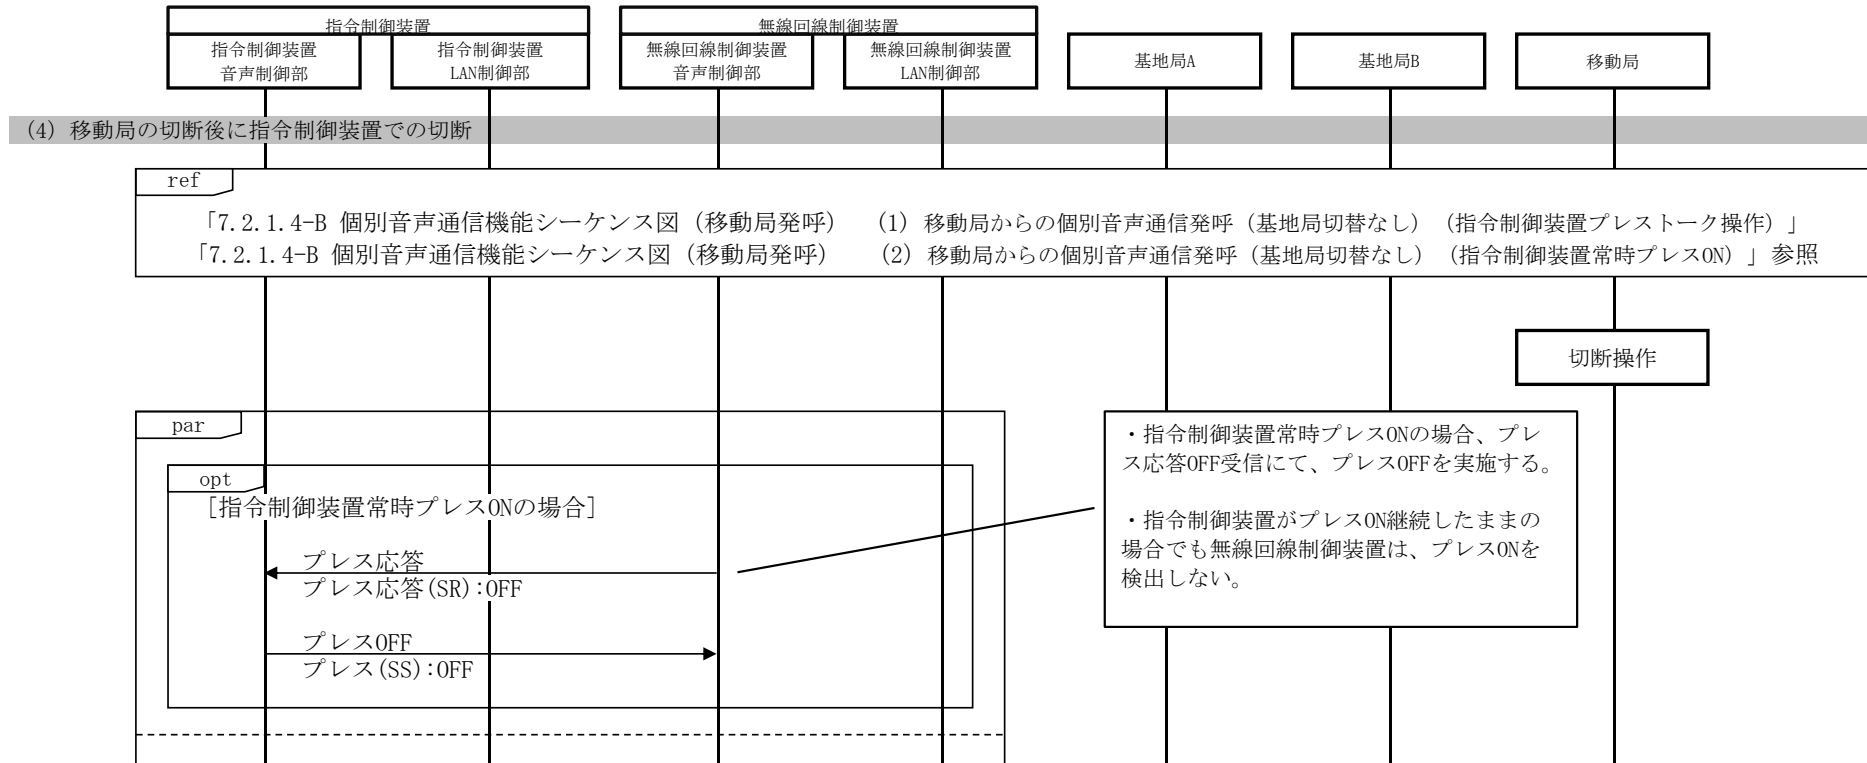 指令制御装置
無線回線制御装置
指令制御装置
音声制御部
指令制御装置
LAN制御部
無線回線制御装置
音声制御部
無線回線制御装置
LAN制御部
基地局A
基地局B
移動局
(4) 移動局の切断後に指令制御装置での切断
ref
「7.2.1.4-B 個別音声通信機能シーケンス図（移動局発呼） (1) 移動局からの個別音声通信発呼（基地局切替なし）（指令制御装置プレストーク操作）」
「7.2.1.4-B 個別音声通信機能シーケンス図（移動局発呼） (2) 移動局からの個別音声通信発呼（基地局切替なし）（指令制御装置常時プレスON）」参照
切断操作
par
opt
[指令制御装置常時プレスONの場合]
プレス応答
プレス応答(SR):OFF
プレスOFF
プレス(SS):OFF
・指令制御装置常時プレスONの場合、プレ
ス応答OFF受信にて、プレスOFFを実施する。
・指令制御装置がプレスON継続したままの
場合でも無線回線制御装置は、プレスONを
検出しない。